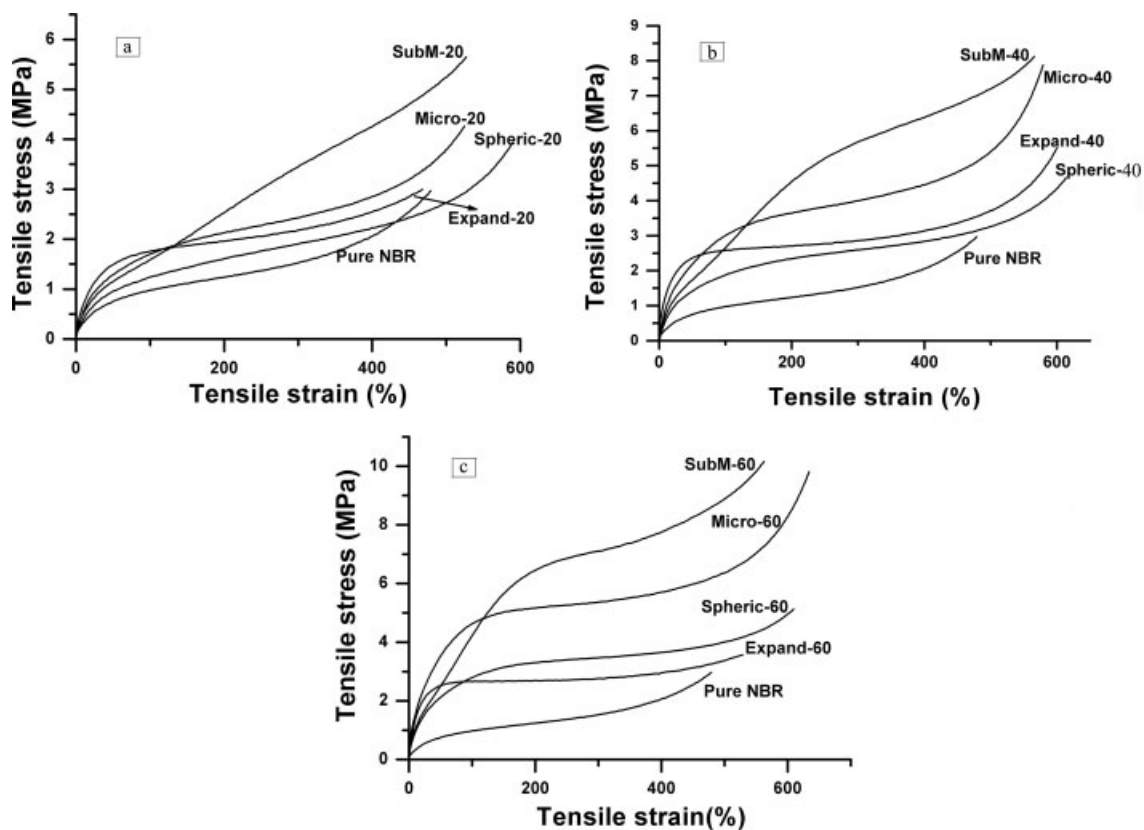 a
Tensile stress (MPa)
6
5
4
3
2
1
0
0
200
400
600
Tensile strain (%)
SubM-20
Micro-20
Spheric-20
Expand-20
Pure NBR
b
Tensile stress (MPa)
9
8
7
6
5
4
3
2
1
0
0
200
400
600
Tensile strain (%)
SubM-40
Micro-40
Expand-40
Spheric-40
Pure NBR
c
Tensile stress (MPa)
10
8
6
4
2
0
0
200
400
600
Tensile strain(%)
SubM-60
Micro-60
Spheric-60
Expand-60
Pure NBR